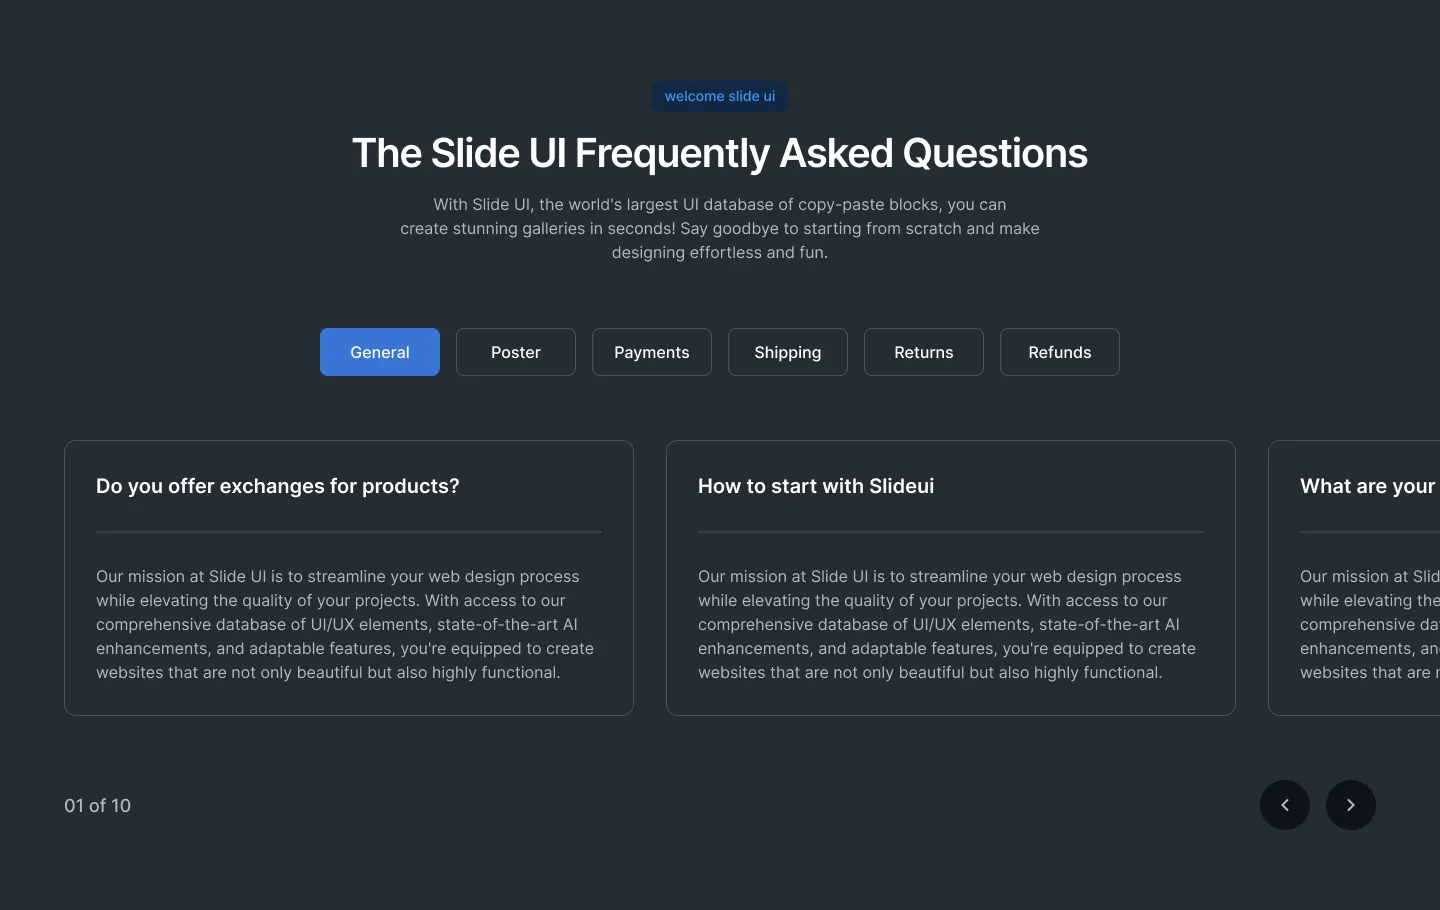 welcome slide ui
The Slide UI Frequently Asked Questions
With Slide UI, the world's largest UI database of copy-paste blocks, you can
create stunning galleries in seconds! Say goodbye to starting from scratch and make
designing effortless and fun.
General
Poster
Payments
Shipping
Returns
Refunds
Do you offer exchanges for products?
Our mission at Slide UI is to streamline your web design process
while elevating the quality of your projects. With access to our
comprehensive database of UI/UX elements, state-of-the-art AI
enhancements, and adaptable features, you're equipped to create
websites that are not only beautiful but also highly functional.
How to start with Slideui
Our mission at Slide UI is to streamline your web design process
while elevating the quality of your projects. With access to our
comprehensive database of UI/UX elements, state-of-the-art AI
enhancements, and adaptable features, you're equipped to create
websites that are not only beautiful but also highly functional.
What are your
Our mission at
while elevating the
comprehensive
enhancements,
websites that are
01 of 10